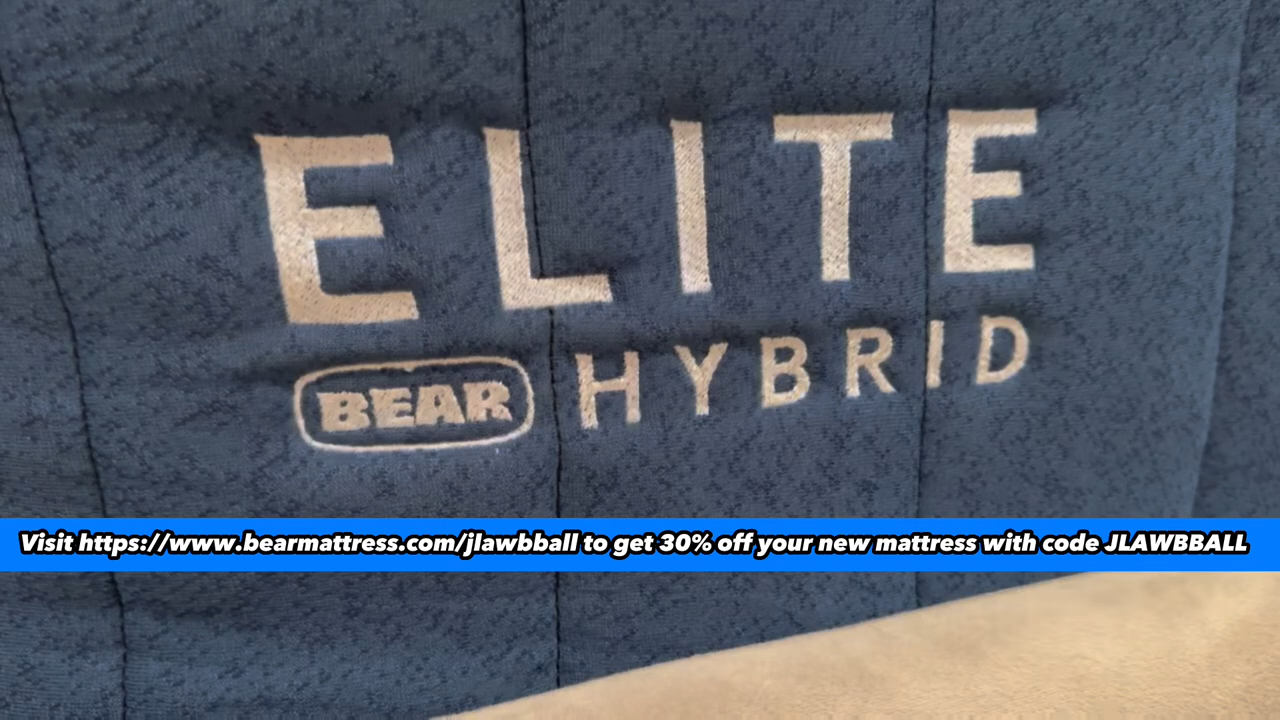 ELITE
BEAR HYBRID
Visit https://www.bearmattress.com/jlawbball to get 30% off your new mattress with code JLAWBBALL